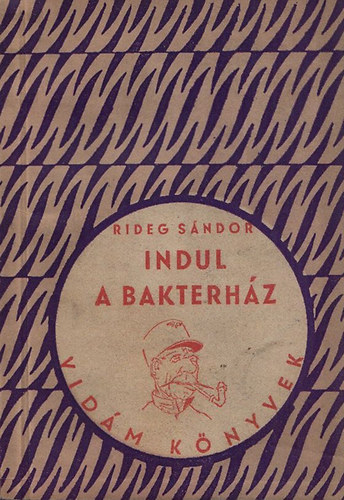 RIDEG SÁNDOR
INDUL
A BAKTERHÁZ
VIDÁM KÖNYVEK